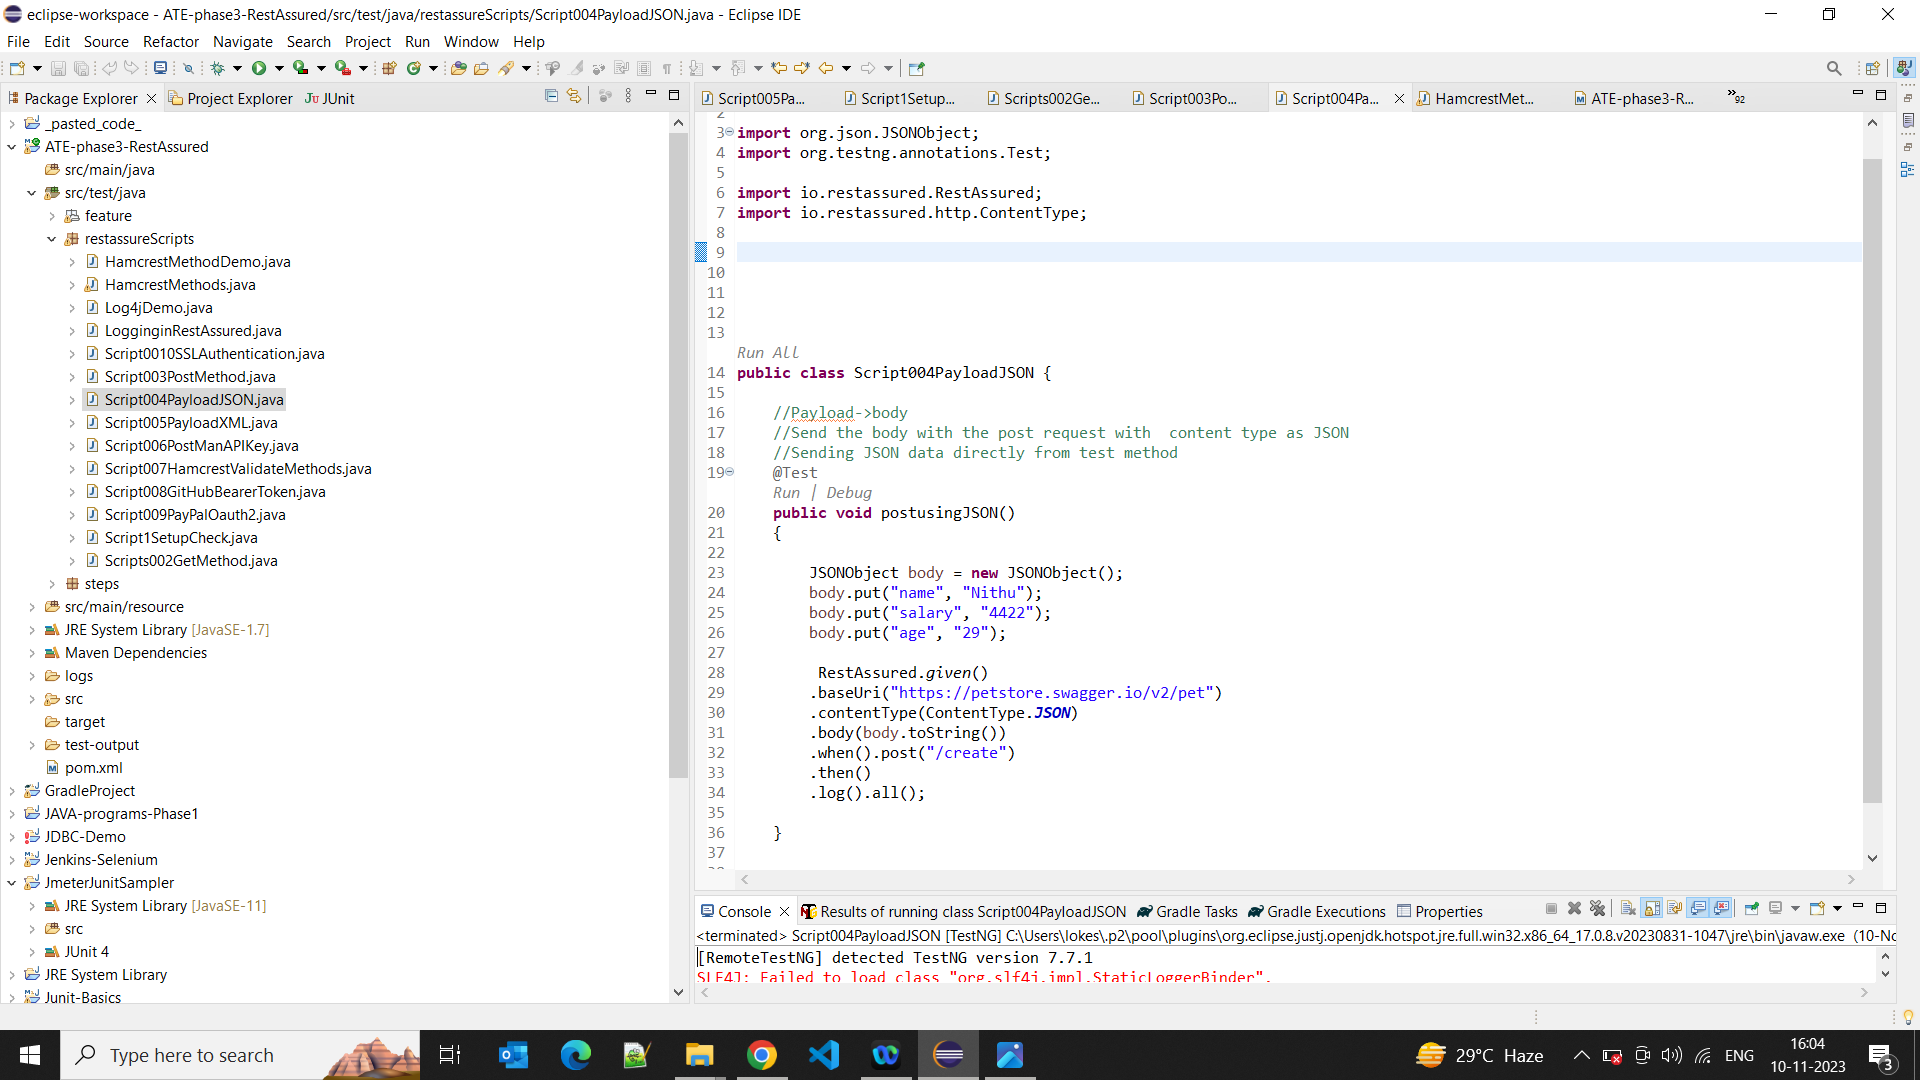 eclipse-workspace - ATE-phase3-RestAssured/src/test/java/restassureScripts/Script004PayloadJSON.java - Eclipse IDE
File Edit Source Refactor Navigate Search Project Run Window Help
Package Explorer Project Explorer JUnit
_pasted_code_
ATE-phase3-RestAssured
src/main/java
src/test/java
feature
restassureScripts
HamcrestMethodDemo.java
HamcrestMethods.java
Log4jDemo.java
LogginginRestAssured.java
Script0010SSLAuthentication.java
Script003PostMethod.java
Script004PayloadJSON.java
Script005PayloadXML.java
Script006PostManAPIKey.java
Script007HamcrestValidateMethods.java
Script008GitHubBearerToken.java
Script009PayPalOauth2.java
Script1SetupCheck.java
Scripts002GetMethod.java
steps
src/main/resource
JRE System Library [JavaSE-1.7]
Maven Dependencies
logs
src
target
test-output
pom.xml
GradleProject
JAVA-programs-Phase1
JDBC-Demo
Jenkins-Selenium
JmeterJunitSampler
JRE System Library [JavaSE-11]
src
JUnit 4
JRE System Library
Junit-Basics
Script005Pa... Script1Setup... Scripts002Ge... Script003Po... Script004Pa... HamcrestMet... ATE-phase3-R... »92
2
3 import org.json.JSONObject;
4 import org.testng.annotations.Test;
5
6 import io.restassured.RestAssured;
7 import io.restassured.http.ContentType;
8
9
10
11
12
13
Run All
14 public class Script004PayloadJSON {
15
16 //Payload->body
17 //Send the body with the post request with  content type as JSON
18 //Sending JSON data directly from test method
19 @Test
Run | Debug
20 public void postusingJSON()
21 {
22
23 JSONObject body = new JSONObject();
24 body.put("name", "Nithu");
25 body.put("salary", "4422");
26 body.put("age", "29");
27
28 RestAssured.given()
29 .baseUri("https://petstore.swagger.io/v2/pet")
30 .contentType(ContentType.JSON)
31 .body(body.toString())
32 .when().post("/create")
33 .then()
34 .log().all();
35
36 }
37
Console Results of running class Script004PayloadJSON Gradle Tasks Gradle Executions Properties
<terminated> Script004PayloadJSON [TestNG] C:\Users\lokes\.p2\pool\plugins\org.eclipse.justj.openjdk.hotspot.jre.full.win32.x86_64_17.0.8.v20230831-1047\jre\bin\javaw.exe (10-No
[RemoteTestNG] detected TestNG version 7.7.1
SLF4J: Failed to load class "org.slf4j.impl.StaticLoggerBinder".
Type here to search
29°C Haze
ENG
16:04
10-11-2023
3